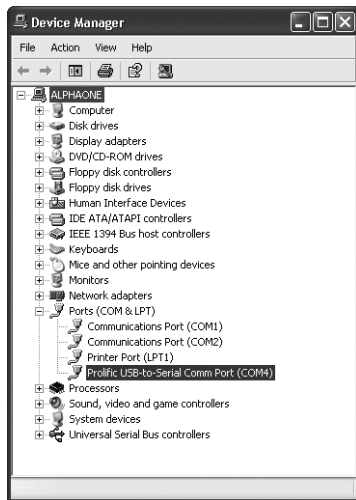 Device Manager
File Action View Help
ALPHAONE
Computer
Disk drives
Display adapters
DVD/CD-ROM drives
Floppy disk controllers
Floppy disk drives
Human Interface Devices
IDE ATA/ATAPI controllers
IEEE 1394 Bus host controllers
Keyboards
Mice and other pointing devices
Monitors
Network adapters
Ports (COM & LPT)
Communications Port (COM1)
Communications Port (COM2)
Printer Port (LPT1)
Prolific USB-to-Serial Comm Port (COM4)
Processors
Sound, video and game controllers
System devices
Universal Serial Bus controllers